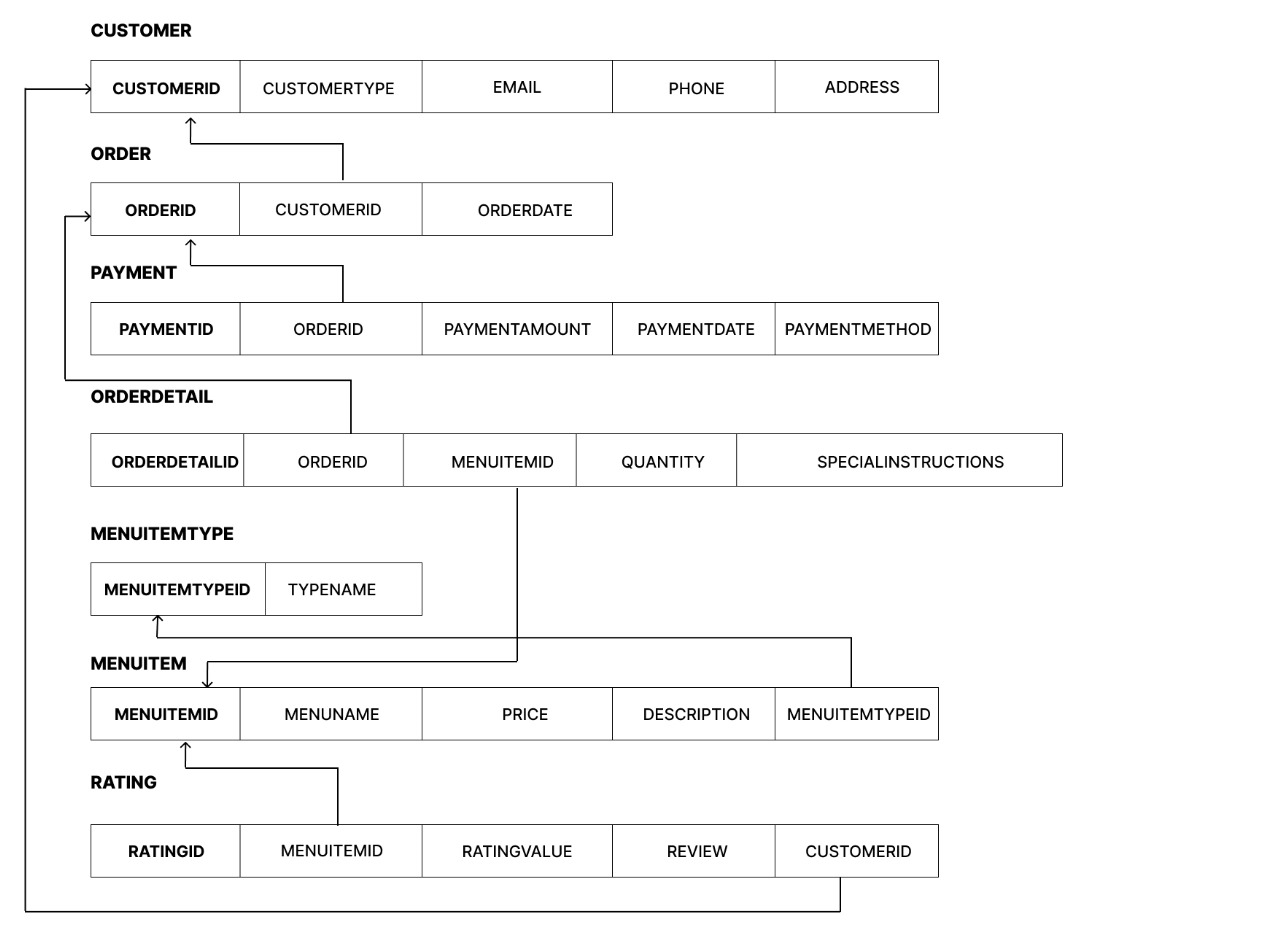 CUSTOMER
CUSTOMERID CUSTOMERTYPE EMAIL PHONE ADDRESS
ORDER
ORDERID CUSTOMERID ORDERDATE
PAYMENT
PAYMENTID ORDERID PAYMENTAMOUNT PAYMENTDATE PAYMENTMETHOD
ORDERDETAIL
ORDERDETAILID ORDERID MENUITEMID QUANTITY SPECIALINSTRUCTIONS
MENUITEMTYPE
MENUITEMTYPEID TYPENAME
MENUITEM
MENUITEMID MENUNAME PRICE DESCRIPTION MENUITEMTYPEID
RATING
RATINGID MENUITEMID RATINGVALUE REVIEW CUSTOMERID